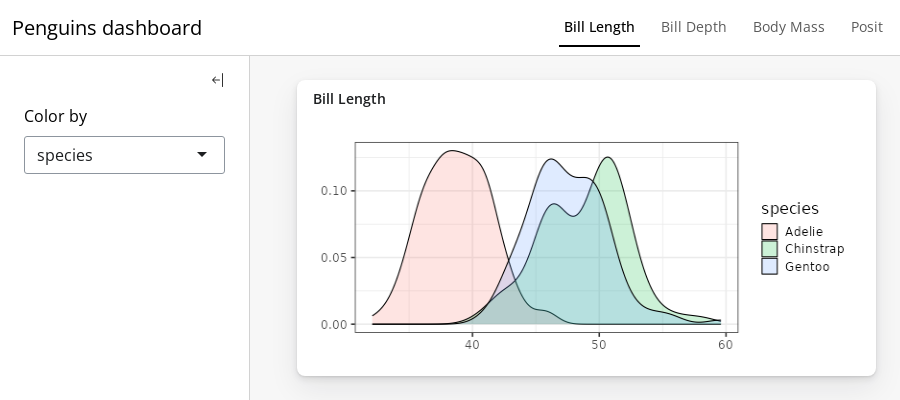 Penguins dashboard
Bill Length Bill Depth Body Mass Posit
Color by
species
Bill Length
0.10
0.05
0.00
40 50 60
species
Adelie
Chinstrap
Gentoo